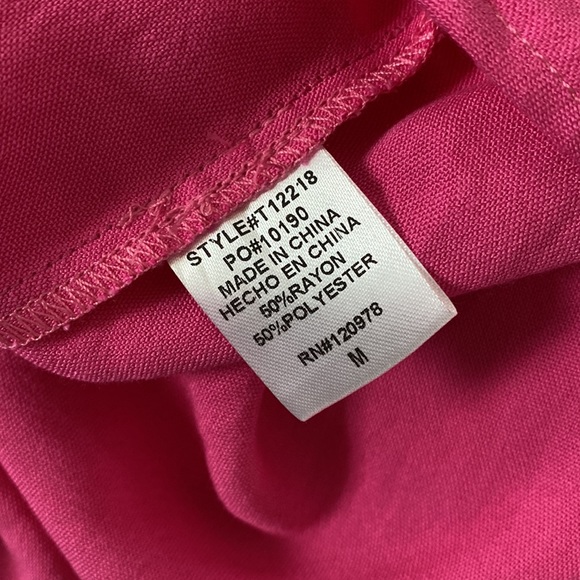 STYLE#T12218
PO#10190
MADE IN CHINA
HECHO EN CHINA
50%RAYON
50%POLYESTER
RN#120978
M